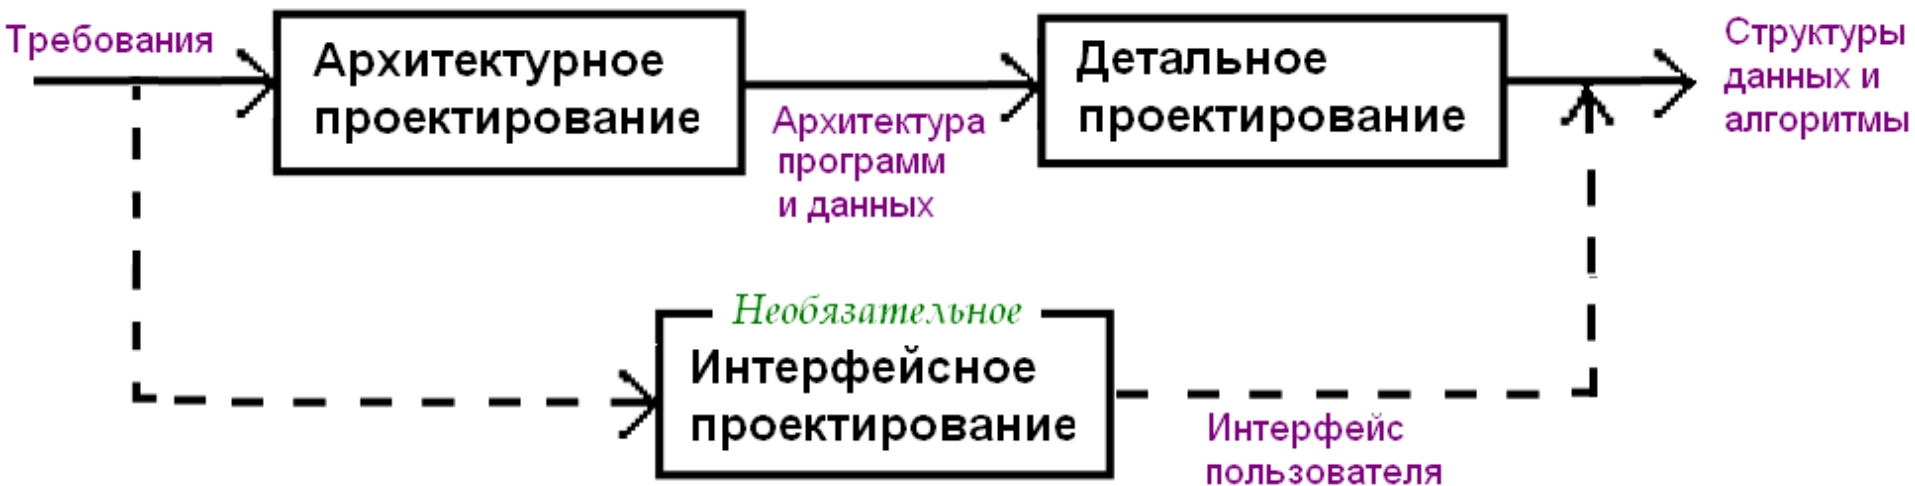 Требования
Архитектурное
проектирование
Архитектура
программ
и данных
Детальное
проектирование
Структуры
данных и
алгоритмы
Необязательное
Интерфейсное
проектирование
Интерфейс
пользователя